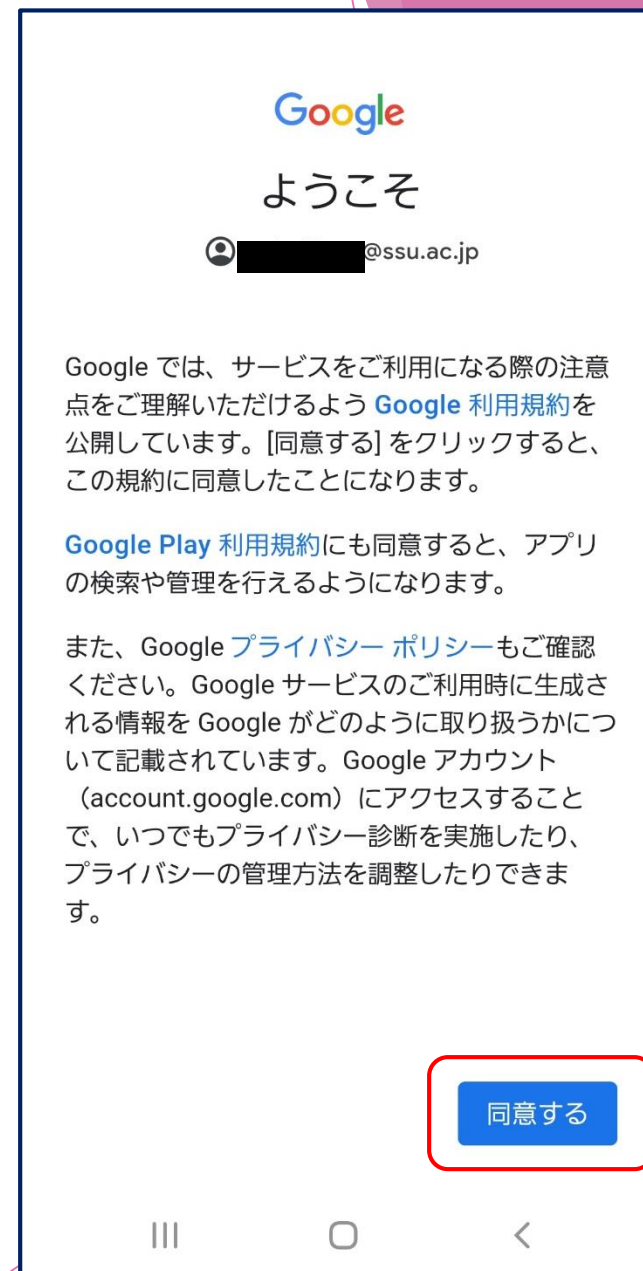 Google
ようこそ
@ssu.ac.jp
Google では、サービスをご利用になる際の注意
点をご理解いただけるよう Google 利用規約を
公開しています。[同意する] をクリックすると、
この規約に同意したことになります。
Google Play 利用規約にも同意すると、アプリ
の検索や管理を行えるようになります。
また、Google プライバシー ポリシーもご確認
ください。Google サービスのご利用時に生成さ
れる情報を Google がどのように取り扱うかにつ
いて記載されています。Google アカウント
（account.google.com）にアクセスすること
で、いつでもプライバシー診断を実施したり、
プライバシーの管理方法を調整したりできま
す。
同意する